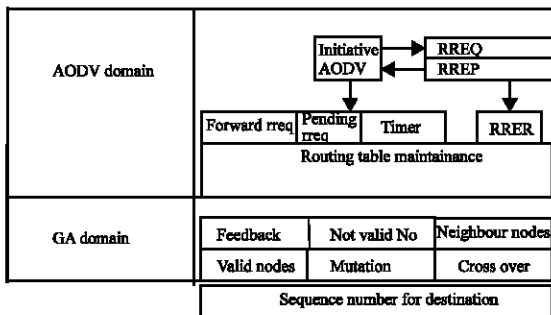 AODV domain
Initiative
AODV
RREQ
RREP
Forward rreq
Pending
rreq
Timer
RRER
Routing table maintainance
GA domain
Feedback
Not valid No
Neighbour nodes
Valid nodes
Mutation
Cross over
Sequence number for destination